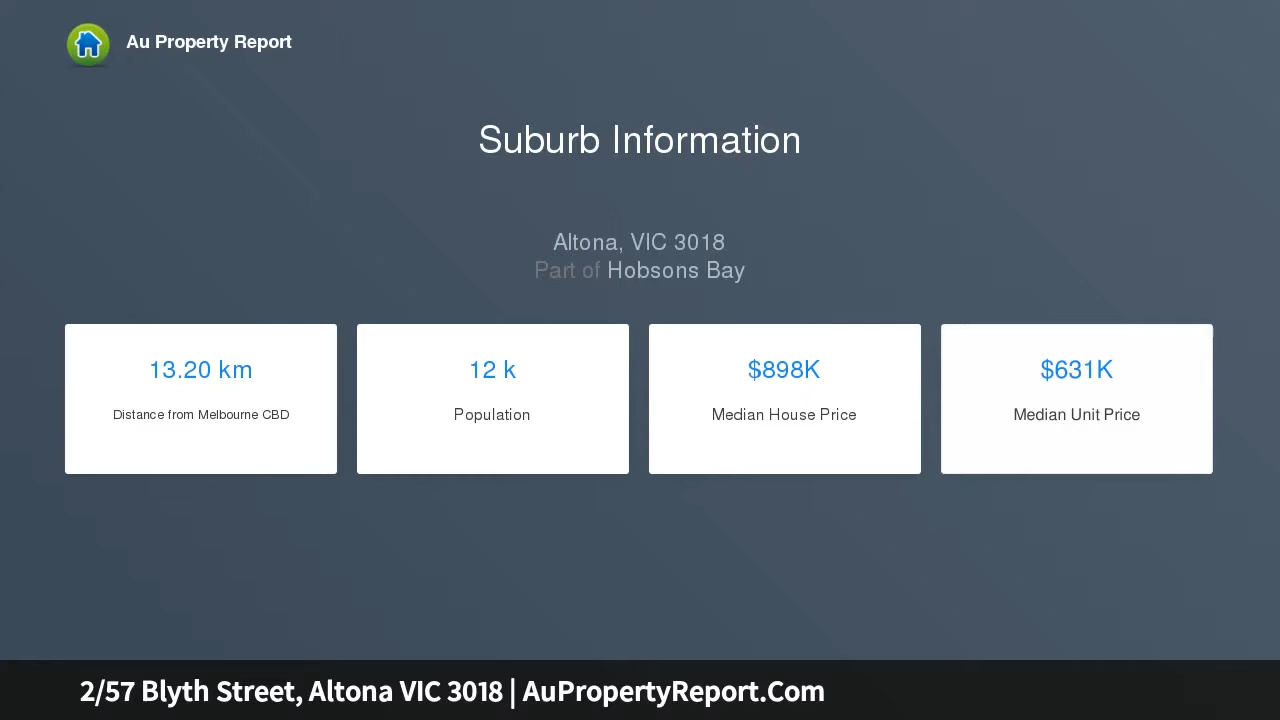 Au Property Report
Suburb Information
Altona, VIC 3018
Part of Hobsons Bay
13.20 km
Distance from Melbourne CBD
12 k
Population
$898K
Median House Price
$631K
Median Unit Price
2/57 Blyth Street, Altona VIC 3018 | AuPropertyReport.Com